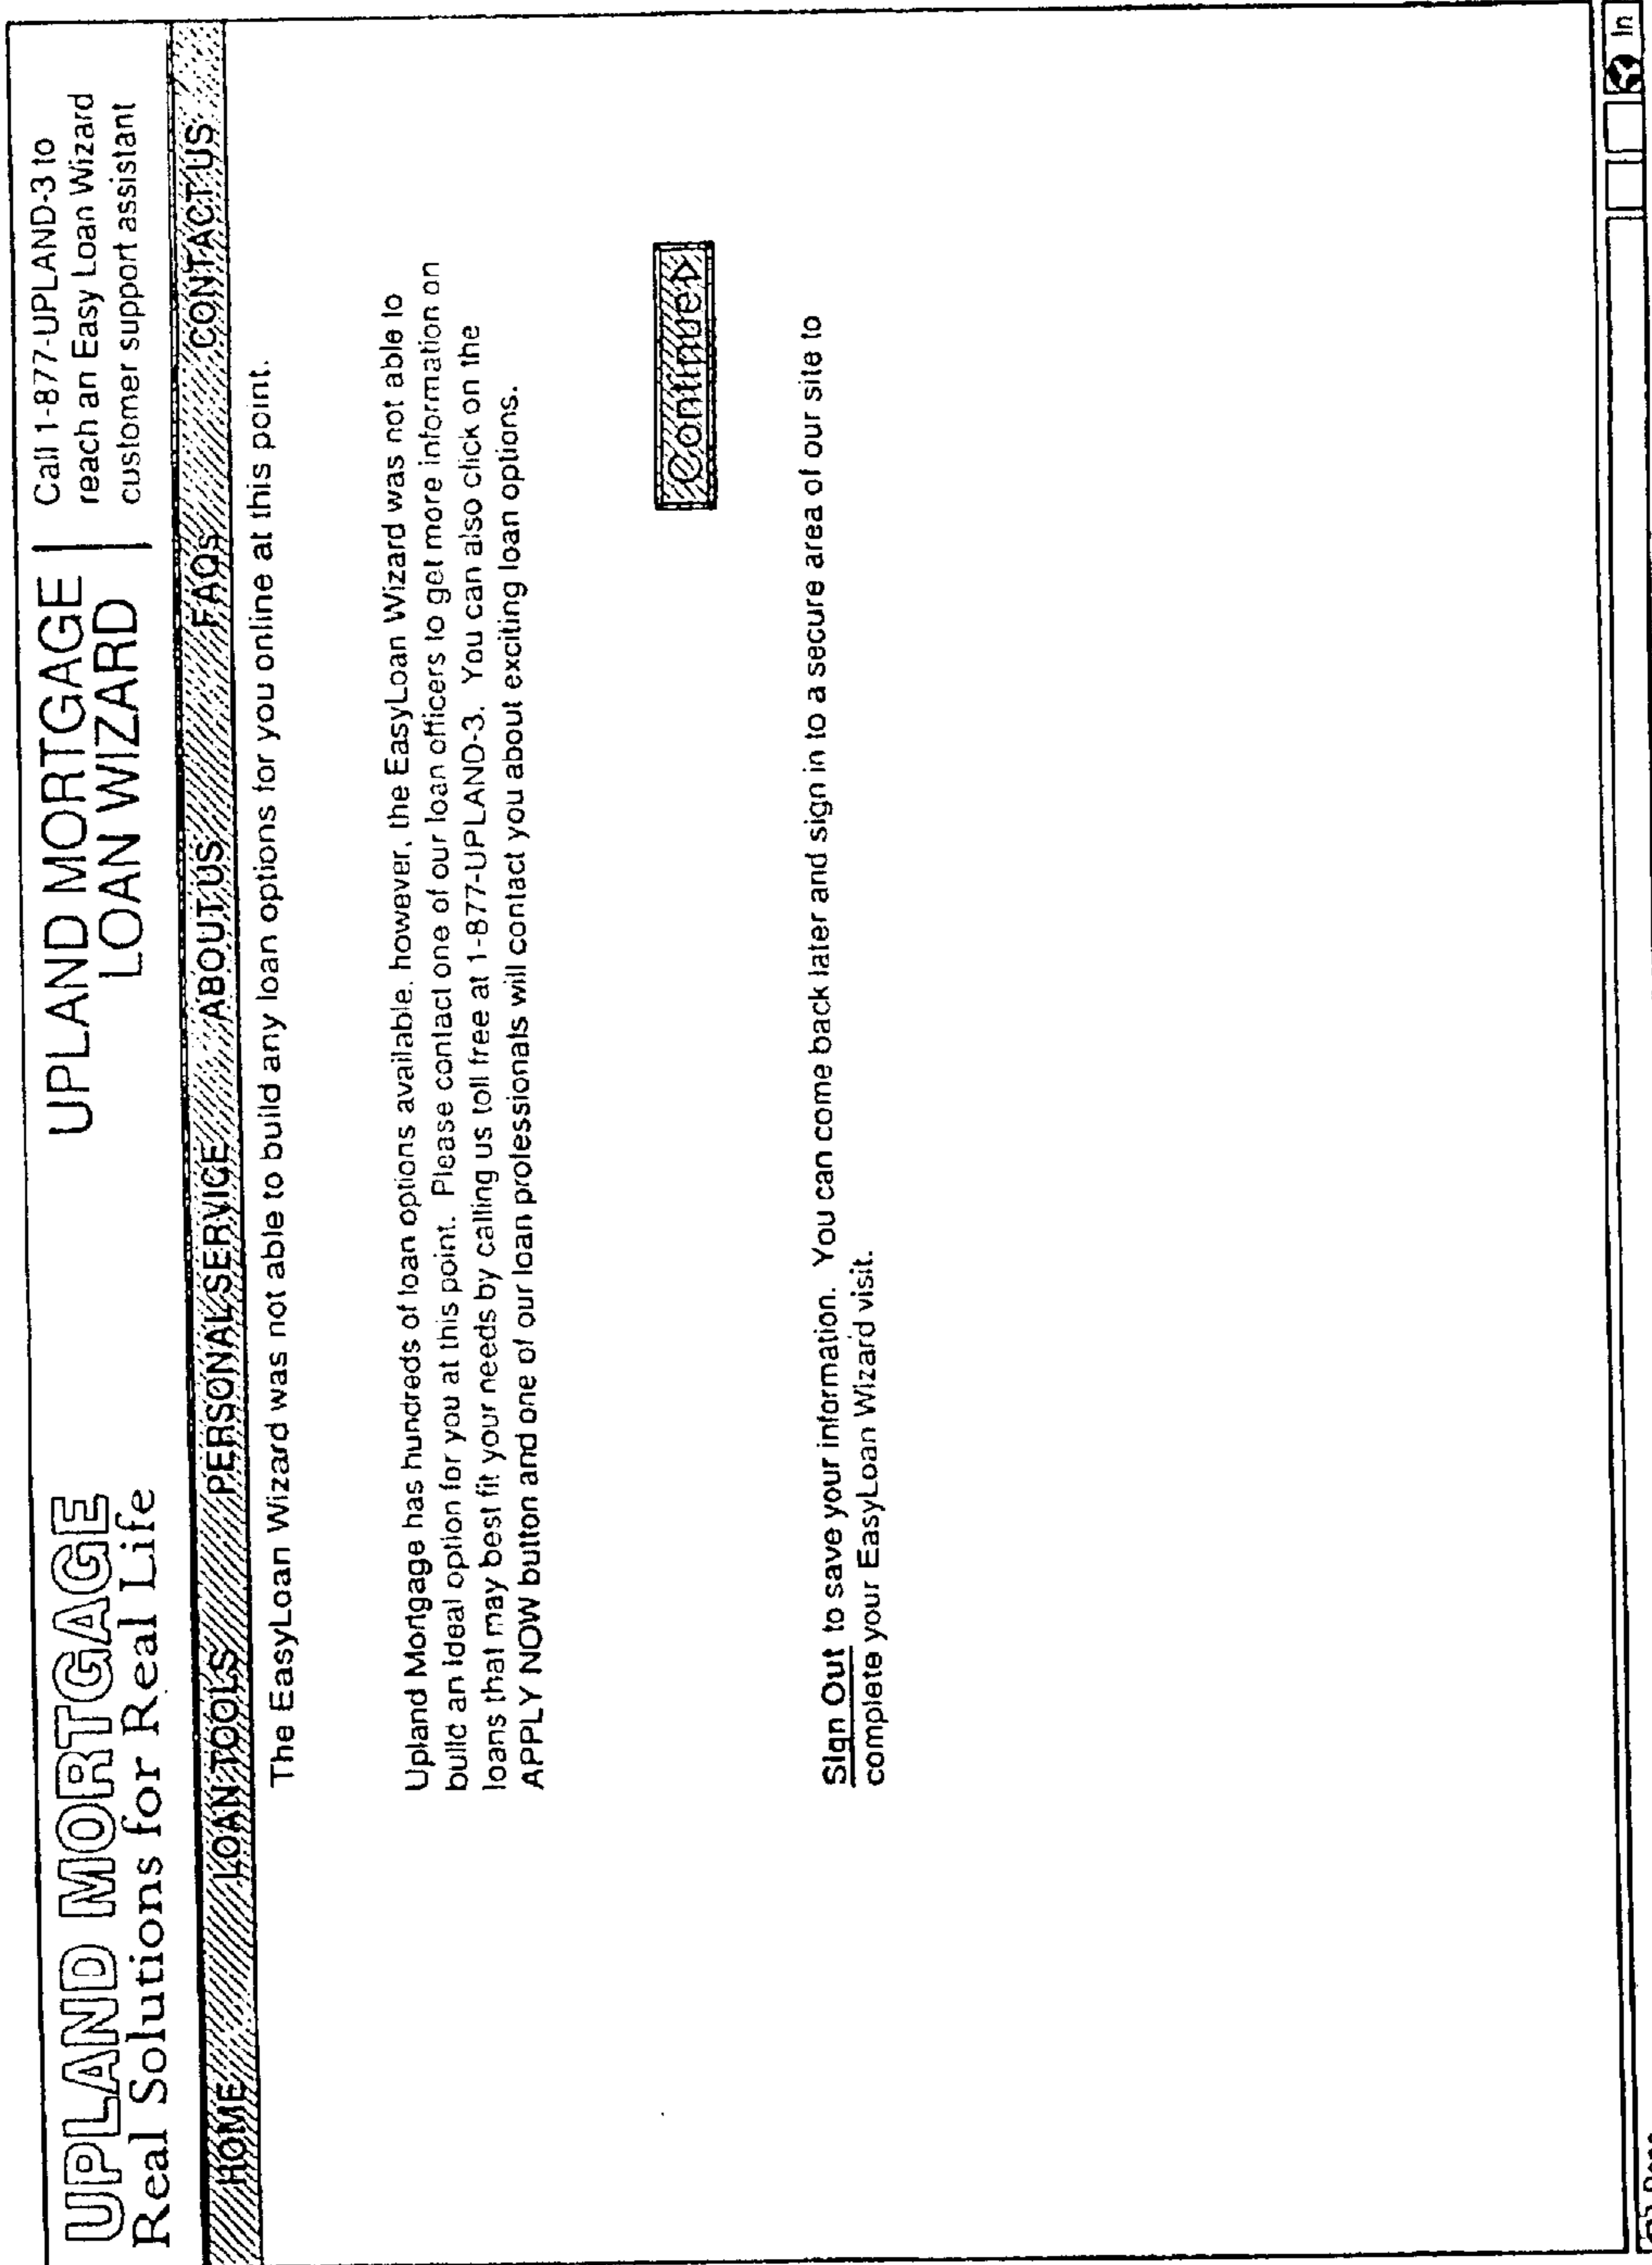 UPLAND MORTGAGE
Real Solutions for Real Life
UPLAND MORTGAGE
LOAN WIZARD
Call 1-877-UPLAND-3 to
reach an Easy Loan Wizard
customer support assistant
HOME LOAN TOOLS PERSONAL SERVICE ABOUT US FAQS CONTACT US
The EasyLoan Wizard was not able to build any loan options for you online at this point.
Upland Mortgage has hundreds of loan options available, however, the EasyLoan Wizard was not able to
build an ideal option for you at this point. Please contact one of our loan officers to get more information on
loans that may best fit your needs by calling us toll free at 1-877-UPLAND-3. You can also click on the
APPLY NOW button and one of our loan professionals will contact you about exciting loan options.
Continue
Sign Out to save your information. You can come back later and sign in to a secure area of our site to
complete your EasyLoan Wizard visit.
In